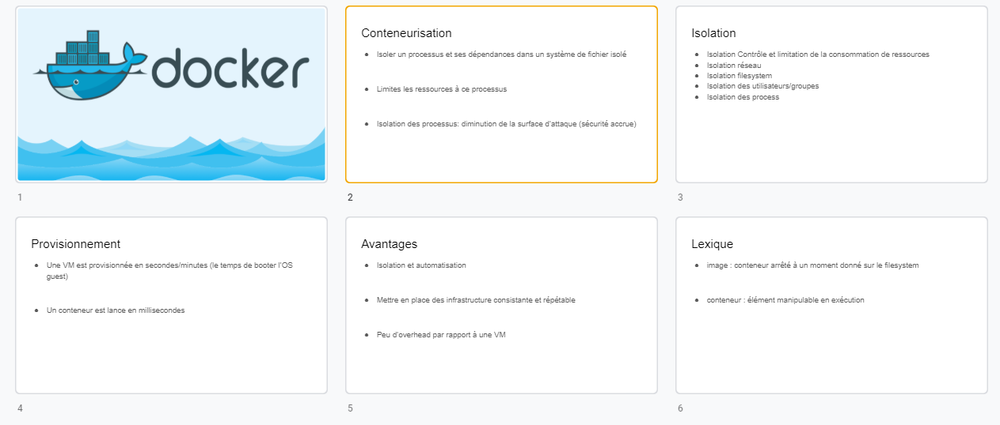 docker
1
Conteneurisation
● Isoler un processus et ses dépendances dans un système de fichier isolé
● Limites les ressources à ce processus
● Isolation des processus: diminution de la surface d'attaque (sécurité accrue)
2
Isolation
● Isolation Contrôle et limitation de la consommation de ressources
● Isolation réseau
● Isolation filesystem
● Isolation des utilisateurs/groupes
● Isolation des process
3
Provisionnement
● Une VM est provisionnée en secondes/minutes (le temps de booter l'OS
guest)
● Un conteneur est lance en millisecondes
4
Avantages
● Isolation et automatisation
● Mettre en place des infrastructure consistante et répétable
● Peu d'overhead par rapport à une VM
5
Lexique
● image : conteneur arrêté à un moment donné sur le filesystem
● conteneur : élément manipulable en exécution
6